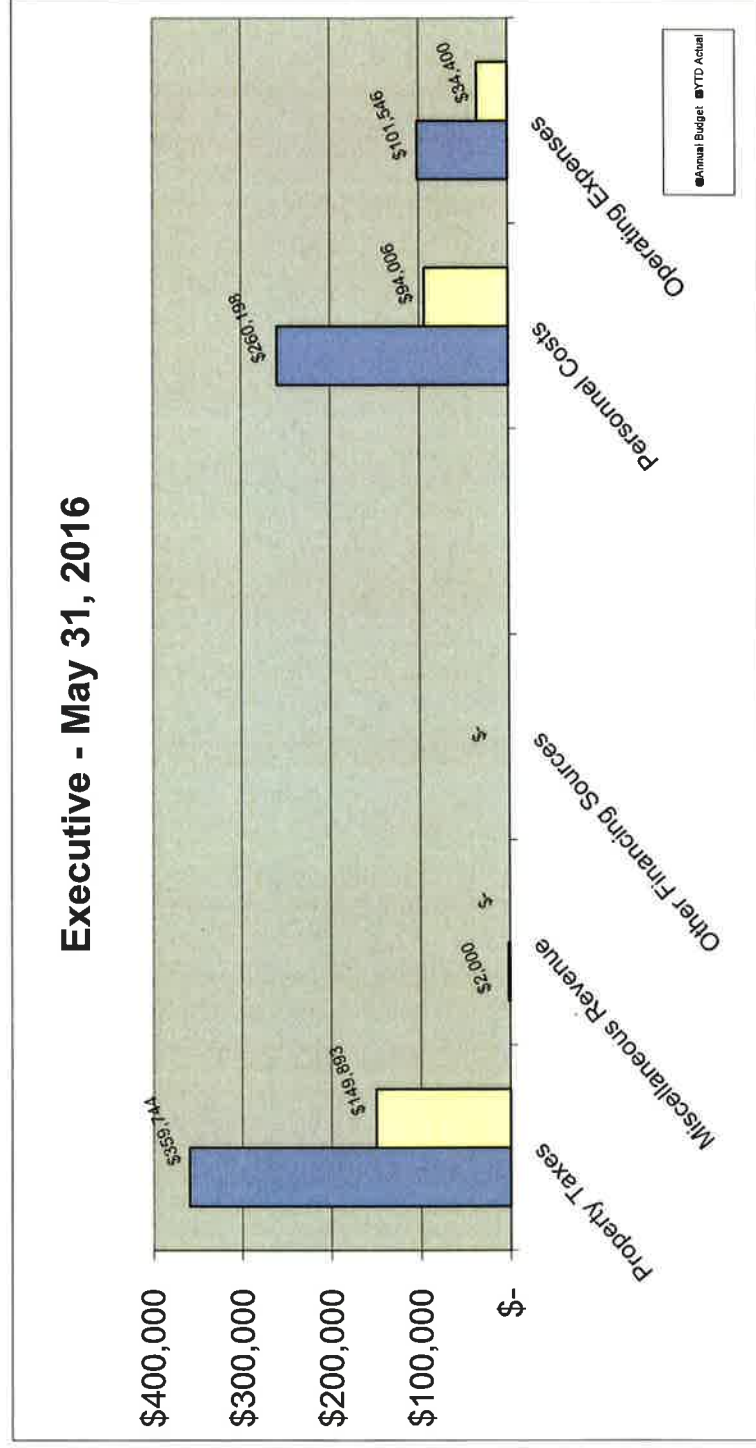 Executive - May 31, 2016
$400,000
$300,000
$200,000
$100,000
$-
$359,744
$149,893
$2,000
$-
$-
$260,198
$94,006
$101,546
$34,400
Property Taxes
Miscellaneous Revenue
Other Financing Sources
Personnel Costs
Operating Expenses
Annual Budget YTD Actual